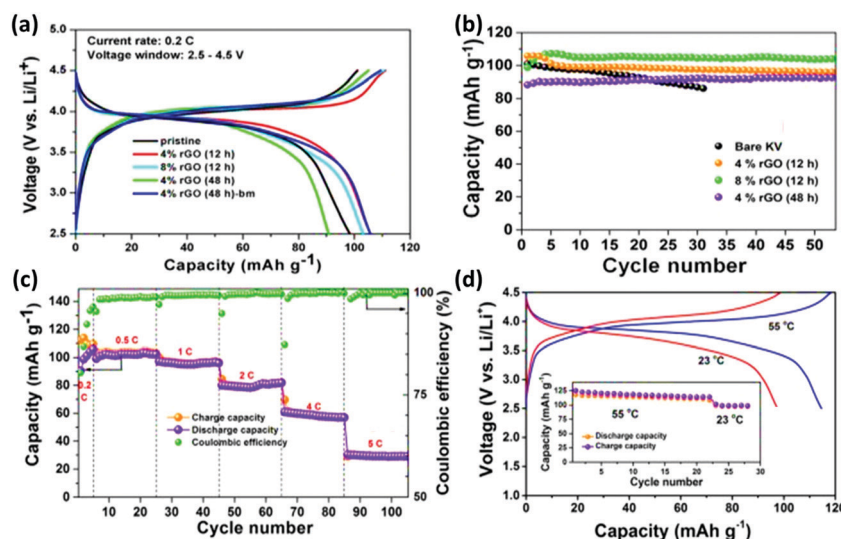 (a)
Current rate: 0.2 C
Voltage window: 2.5 - 4.5 V
pristine
4% rGO (12 h)
8% rGO (12 h)
4% rGO (48 h)
4% rGO (48 h)-bm
Voltage (V vs. Li/Li⁺)
4.5
4.0
3.5
3.0
2.5
0 20 40 60 80 100 120
Capacity (mAh g⁻¹)
(b)
Capacity (mAh g⁻¹)
120
100
80
60
40
20
0
Bare KV
4 % rGO (12 h)
8 % rGO (12 h)
4 % rGO (48 h)
0 5 10 15 20 25 30 35 40 45 50
Cycle number
(c)
Capacity (mAh g⁻¹)
140
120
100
80
60
40
20
0
0.2
C
0.5 C
1 C
2 C
4 C
5 C
Charge capacity
Discharge capacity
Coulombic efficiency
100
75
50
Coulombic efficiency (%)
0 10 20 30 40 50 60 70 80 90 100
Cycle number
(d)
Voltage (V vs. Li/Li⁺)
4.5
4.0
3.5
3.0
2.5
2.0
1.5
1.0
55 °C
23 °C
Capacity (mAh g⁻¹)
125
100
75
50
25
0
55 °C
23 °C
Discharge capacity
Charge capacity
5 10 15 20 25 30
Cycle number
0 20 40 60 80 100 120
Capacity (mAh g⁻¹)